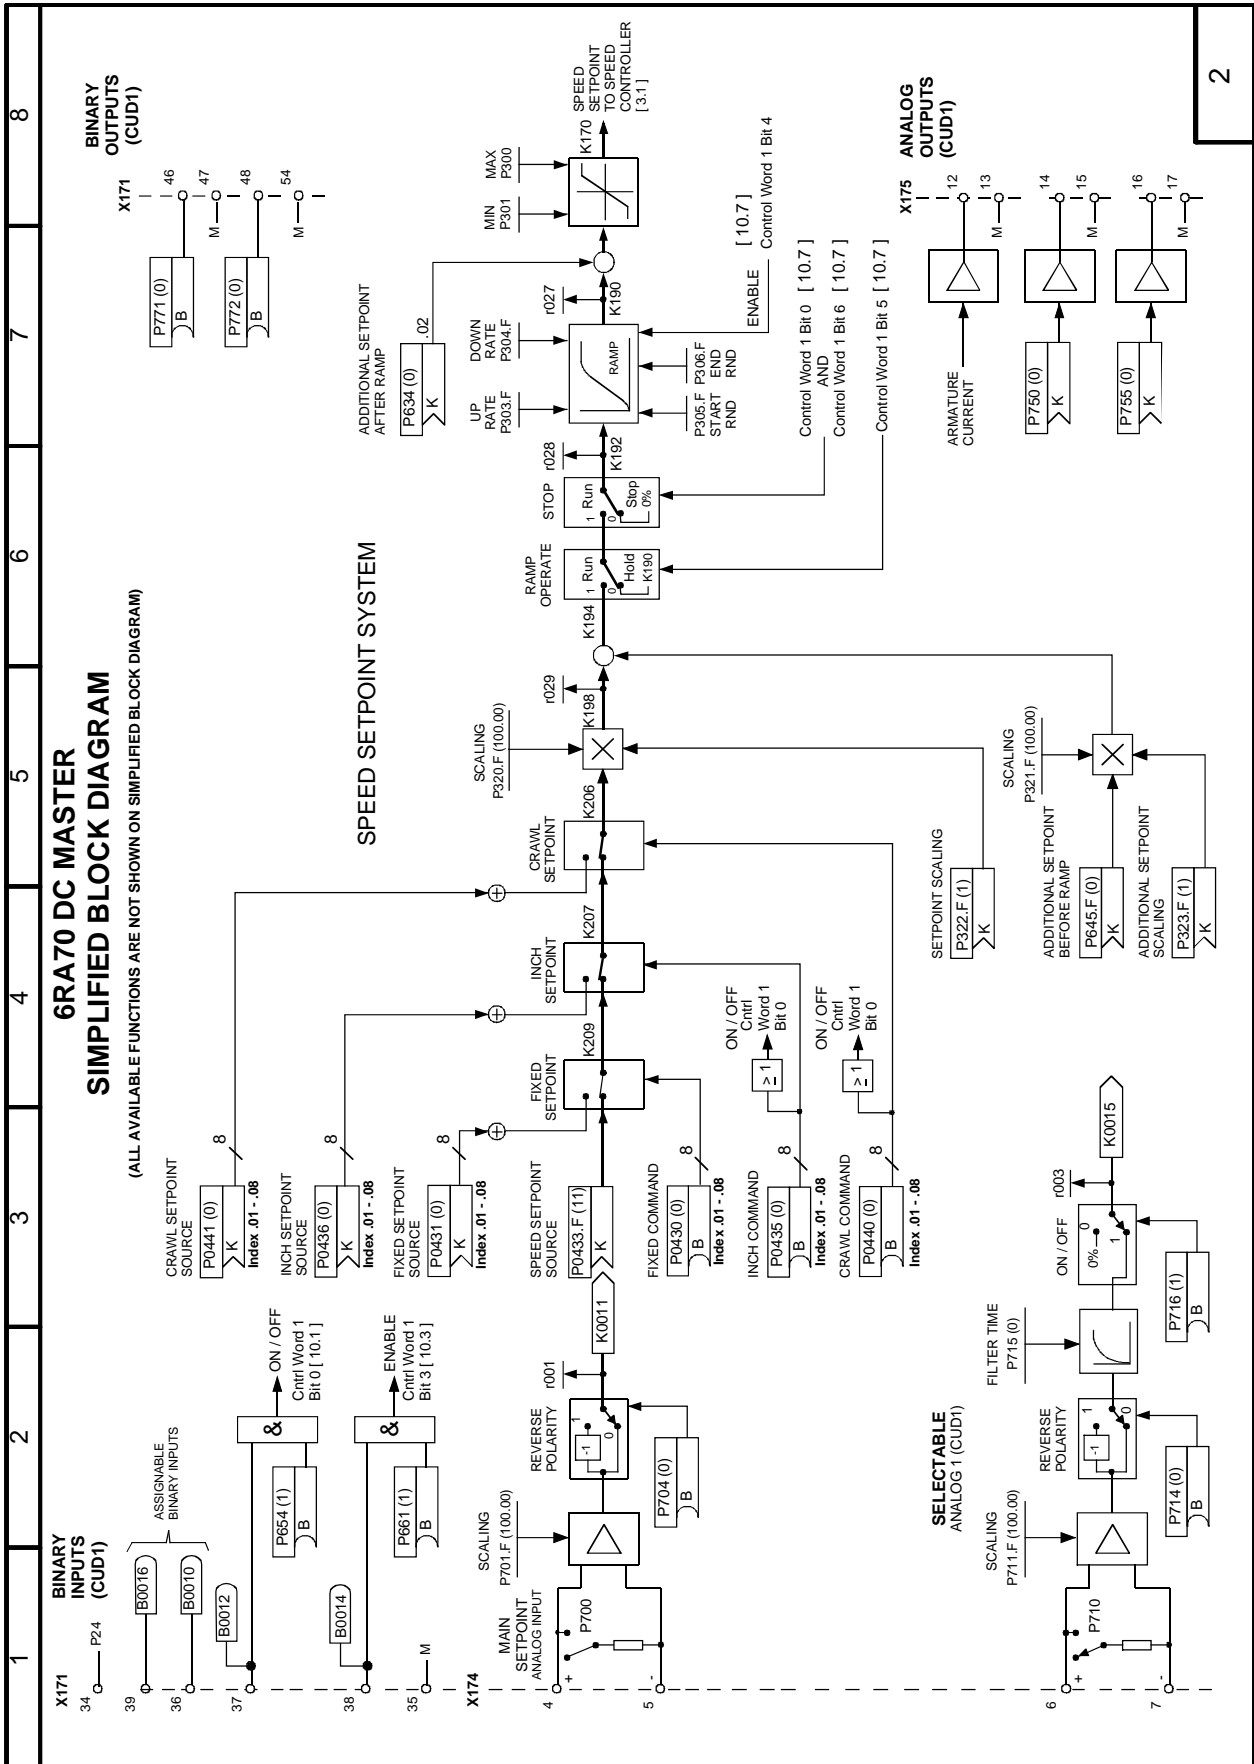 1
2
3
4
5
6
7
8
6RA70 DC MASTER
SIMPLIFIED BLOCK DIAGRAM
(ALL AVAILABLE FUNCTIONS ARE NOT SHOWN ON SIMPLIFIED BLOCK DIAGRAM)
SPEED SETPOINT SYSTEM
BINARY
INPUTS
(CUD1)
X171
34
P24
39
B0016
36
B0010
37
B0012
38
B0014
35
M
ASSIGNABLE
BINARY INPUTS
P654 (1)
B
&
ON / OFF
Cntrl Word 1
Bit 0 [ 10.1 ]
P661 (1)
B
&
ENABLE
Cntrl Word 1
Bit 3 [ 10.3 ]
X174
MAIN
SETPOINT
ANALOG INPUT
4
+
P700
5
-
SCALING
P701.F (100.00)
REVERSE
POLARITY
-1
1
0
P704 (0)
B
r001
K0011
CRAWL SETPOINT
SOURCE
P0441 (0)
K
Index .01 - .08
8
INCH SETPOINT
SOURCE
P0436 (0)
K
Index .01 - .08
8
FIXED SETPOINT
SOURCE
P0431 (0)
K
Index .01 - .08
8
SPEED SETPOINT
SOURCE
P0433.F (11)
K
FIXED COMMAND
P0430 (0)
B
Index .01 - .08
8
INCH COMMAND
P0435 (0)
B
Index .01 - .08
8
CRAWL COMMAND
P0440 (0)
B
Index .01 - .08
8
FIXED
SETPOINT
K209
INCH
SETPOINT
K207
CRAWL
SETPOINT
K206
≥ 1
ON / OFF
Cntrl
Word 1
Bit 0
≥ 1
ON / OFF
Cntrl
Word 1
Bit 0
SCALING
P320.F (100.00)
K198
r029
SETPOINT SCALING
P322.F (1)
K
ADDITIONAL SETPOINT
BEFORE RAMP
P645.F (0)
K
ADDITIONAL SETPOINT
SCALING
P323.F (1)
K
SCALING
P321.F (100.00)
K194
RAMP
OPERATE
1
Run
0
Hold
K190
STOP
1
Run
0
Stop
0%
r028
K192
Control Word 1 Bit 0 [ 10.7 ]
AND
Control Word 1 Bit 6 [ 10.7 ]
Control Word 1 Bit 5 [ 10.7 ]
ADDITIONAL SETPOINT
AFTER RAMP
P634 (0)
K
.02
UP
RATE
P303.F
DOWN
RATE
P304.F
RAMP
P305.F
START
RND
P306.F
END
RND
r027
K190
ENABLE
[ 10.7 ]
Control Word 1 Bit 4
MIN
P301
MAX
P300
K170
SPEED
SETPOINT
TO SPEED
CONTROLLER
[ 3.1 ]
BINARY
OUTPUTS
(CUD1)
X171
P771 (0)
B
46
M
47
P772 (0)
B
48
M
54
ANALOG
OUTPUTS
(CUD1)
X175
ARMATURE
CURRENT
12
M
13
P750 (0)
K
14
M
15
P755 (0)
K
16
M
17
SELECTABLE
ANALOG 1 (CUD1)
6
+
P710
7
-
SCALING
P711.F (100.00)
REVERSE
POLARITY
-1
1
0
P714 (0)
B
FILTER TIME
P715 (0)
ON / OFF
0%
0
1
P716 (1)
B
r003
K0015
2